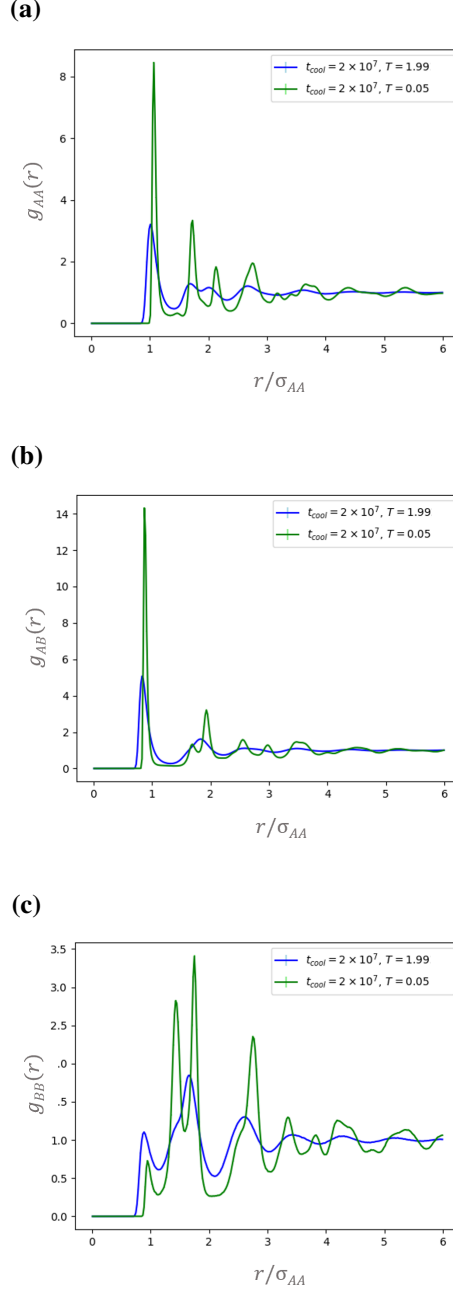 (a)
8
6
4
2
0
g_{AA}(r)
t_{cool} = 2 × 10^7, T = 1.99
t_{cool} = 2 × 10^7, T = 0.05
0 1 2 3 4 5 6
r/σ_{AA}
(b)
14
12
10
8
6
4
2
0
g_{AB}(r)
t_{cool} = 2 × 10^7, T = 1.99
t_{cool} = 2 × 10^7, T = 0.05
0 1 2 3 4 5 6
r/σ_{AA}
(c)
3.5
3.0
2.5
.0
.5
1.0
0.5
0.0
g_{BB}(r)
t_{cool} = 2 × 10^7, T = 1.99
t_{cool} = 2 × 10^7, T = 0.05
0 1 2 3 4 5 6
r/σ_{AA}